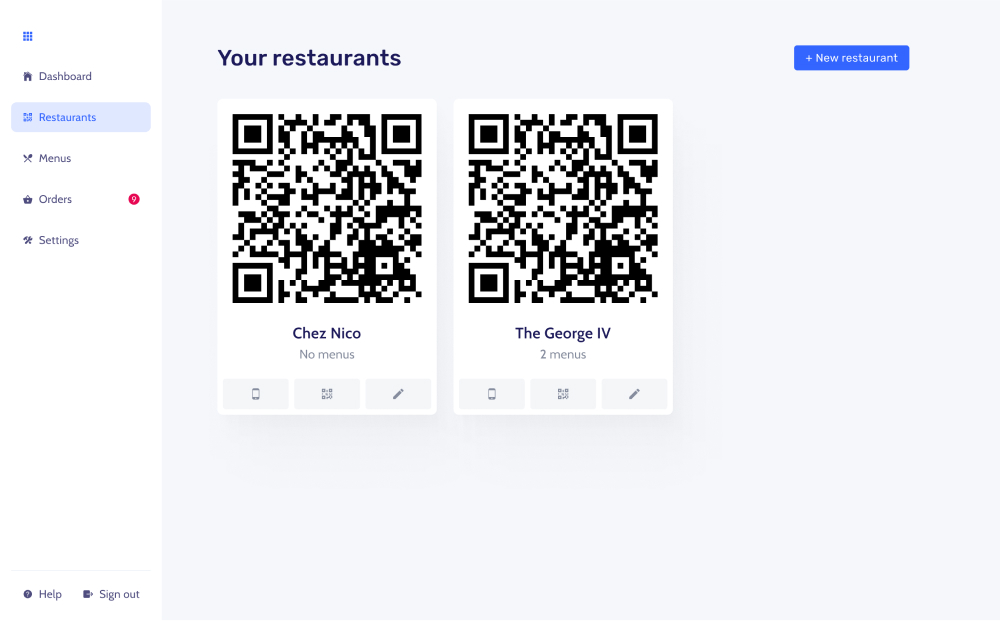 Your restaurants
+ New restaurant
Dashboard
Restaurants
Menus
Orders
9
Settings
Chez Nico
No menus
The George IV
2 menus
Help
Sign out